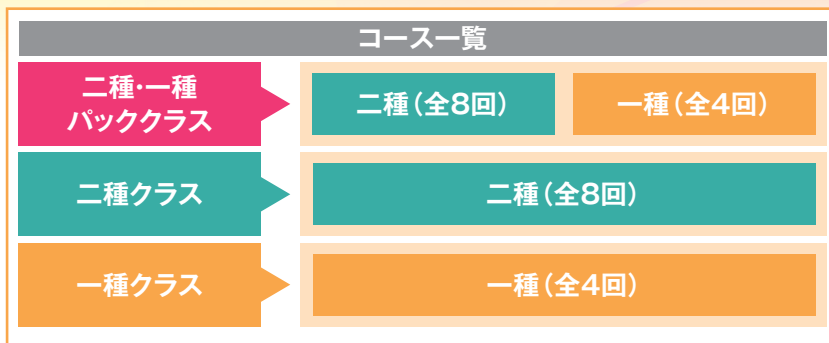 コース一覧
二種・一種
パッククラス
二種（全8回）
一種（全4回）
二種クラス
二種（全8回）
一種クラス
一種（全4回）